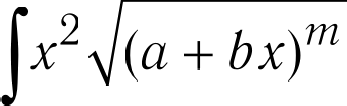 ∫x²√(a + bx)ᵐ